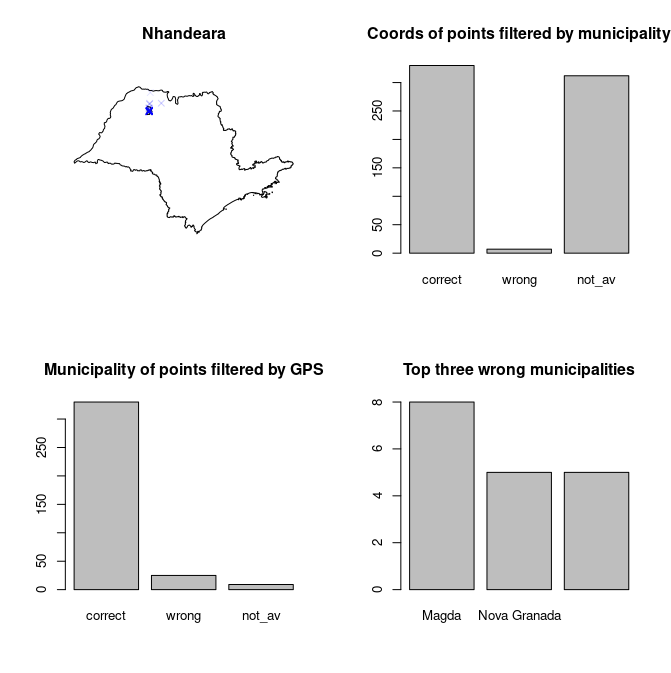 Nhandeara
Coords of points filtered by municipality
250
150
50
0
correct wrong not_av
Municipality of points filtered by GPS
250
150
50
0
correct wrong not_av
Top three wrong municipalities
8
6
4
2
0
Magda Nova Granada